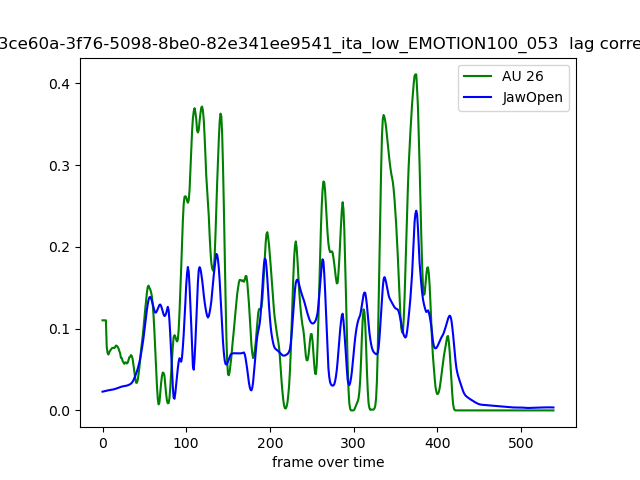 3ce60a-3f76-5098-8be0-82e341ee9541_ita_low_EMOTION100_053 lag corre
AU 26
JawOpen
0.4
0.3
0.2
0.1
0.0
0 100 200 300 400 500
frame over time